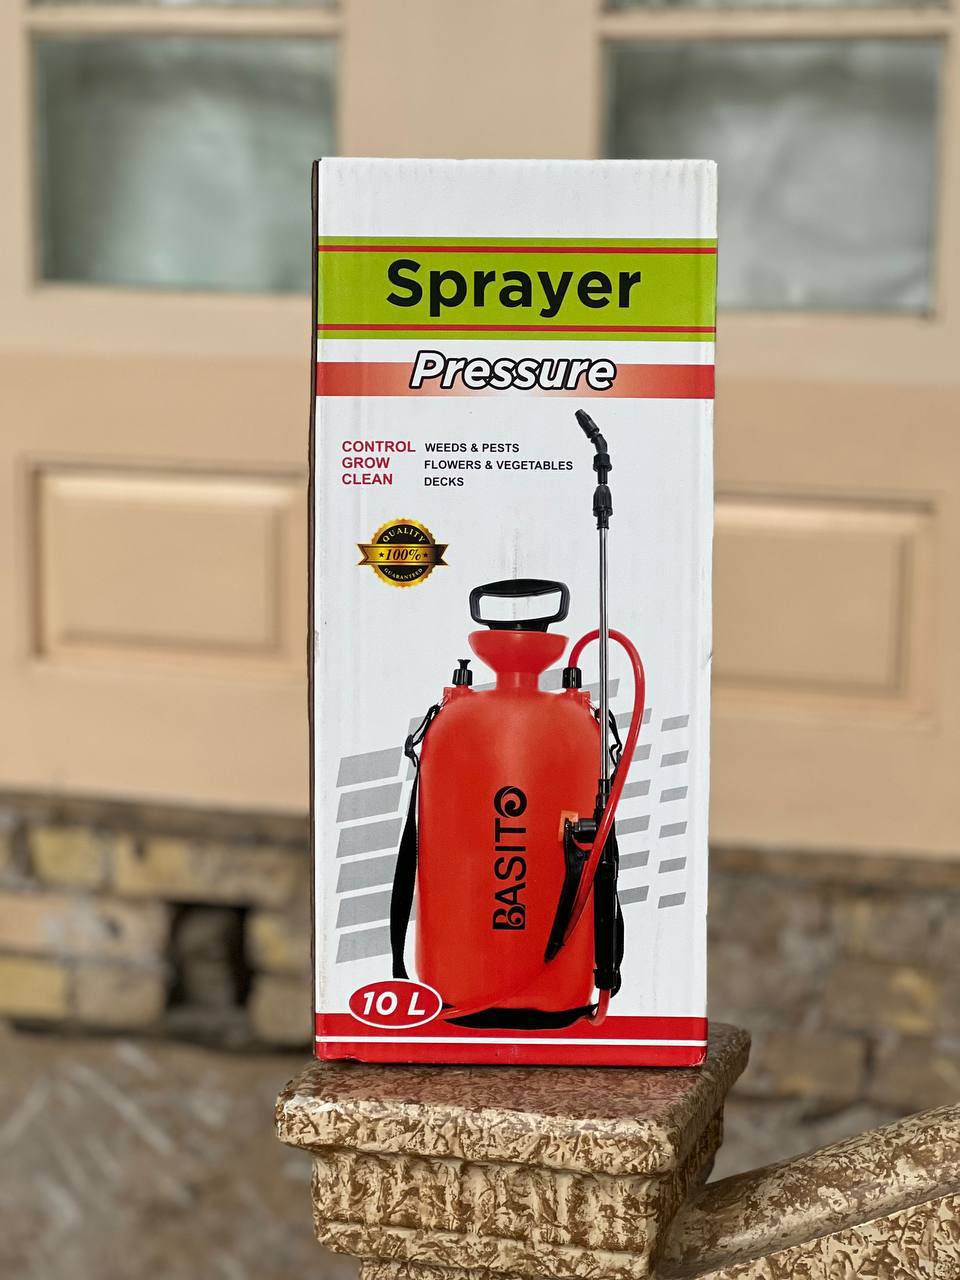 Sprayer
Pressure
CONTROL WEEDS & PESTS
GROW FLOWERS & VEGETABLES
CLEAN DECKS
QUALITY
100%
GUARANTEED
BASITO
10 L